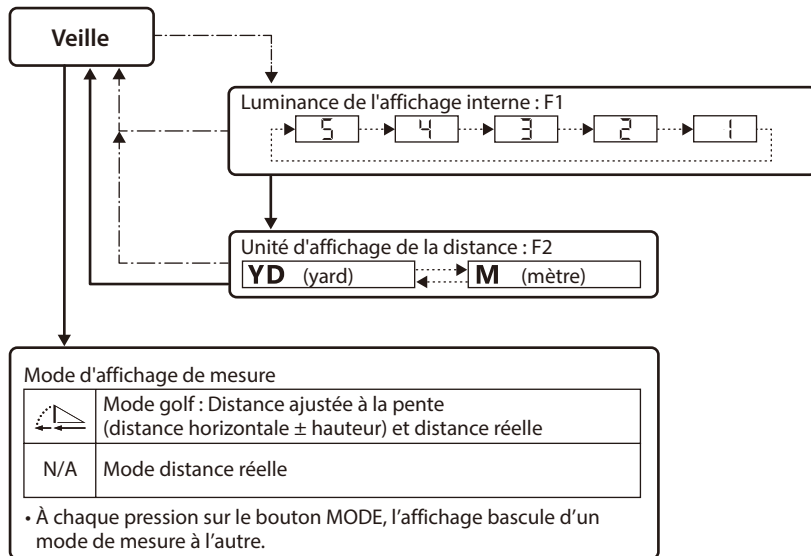 Veille
Luminance de l'affichage interne : F1
5 4 3 2 1
Unité d'affichage de la distance : F2
YD (yard) M (mètre)
Mode d'affichage de mesure
Mode golf : Distance ajustée à la pente
(distance horizontale ± hauteur) et distance réelle
N/A Mode distance réelle
• À chaque pression sur le bouton MODE, l’affichage bascule d’un
mode de mesure à l’autre.